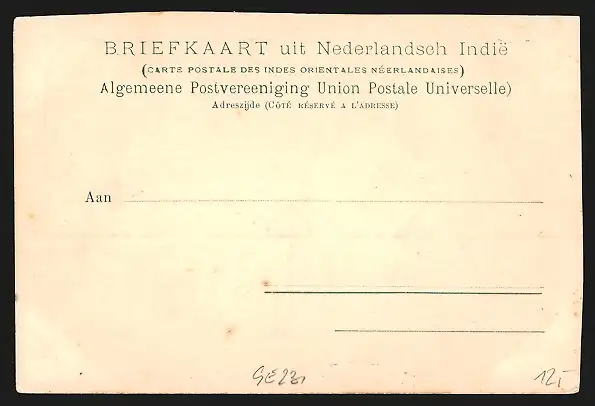 BRIEFKAART uit Nederlandsch Indië
(CARTE POSTALE DES INDES ORIENTALES NÉERLANDAISES)
Algemeene Postvereeniging Union Postale Universelle)
Adreszijde (CÔTÉ RÉSERVÉ A L'ADRESSE)
Aan
12,-